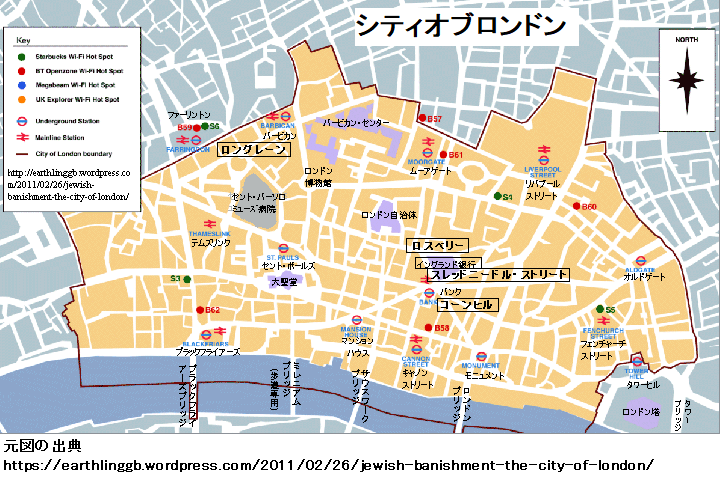 シティオブロンドン
NORTH
Key
Starbucks Wi-Fi Hot Spot
BT Openzone Wi-Fi Hot Spot
Megabeam Wi-Fi Hot Spot
UK Explorer Wi-Fi Hot Spot
Underground Station
Mainline Station
City of London boundary
http://earthlinggb.wordpress.co
m/2011/02/26/jewish-
banishment-the-city-of-london/
ファーリントン
B59
S6
FARRINGDON
BARBICAN
バービカン
ロングレーン
バービカン・センター
B57
B61
MOORGATE
ムーアゲート
LIVERPOOL
STREET
リバプール
ストリート
S4
B60
ロンドン
博物館
セント・バーソロ
ミューズ病院
ロンドン自治体
THAMESLINK
テムズリンク
ST. PAULS
セント・ポールズ
大聖堂
ロスベリー
イングランド銀行
スレッドニードル・ストリート
バンク
BANK
コーンヒル
ALDGATE
オルドゲート
S3
B62
BLACKFRIARS
ブラックフライアーズ
MANSION
HOUSE
マンション
ハウス
B58
CANNON
STREET
キャノン
ストリート
MONUMENT
モニュメント
S5
FENCHURCH
STREET
フェンチャーチ
ストリート
TOWER
HILL
タワーヒル
ロンドン塔
タワー
ブリッジ
ブラックフライ
アーズブリッジ
ミレニアム
ブリッジ
(歩道専用)
サウスワーク
ブリッジ
ロンドン
ブリッジ
元図の出典
https://earthlinggb.wordpress.com/2011/02/26/jewish-banishment-the-city-of-london/